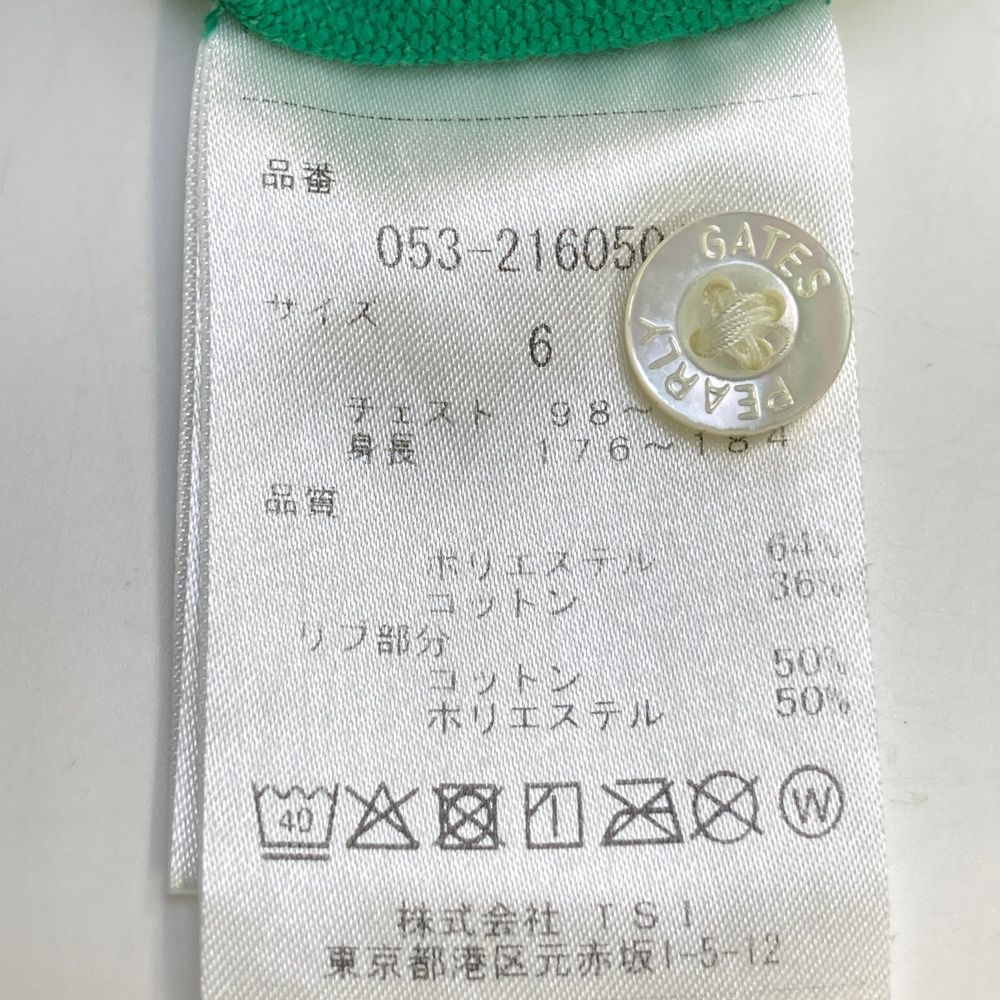 品番
053-216050
GATES
PEARLY
サイズ
6
チェスト 98～
身長 176～184
品質
ポリエステル 64%
コットン 36%
リブ部分
コットン 50%
ポリエステル 50%
40
W
株式会社TSI
東京都港区元赤坂1-5-12